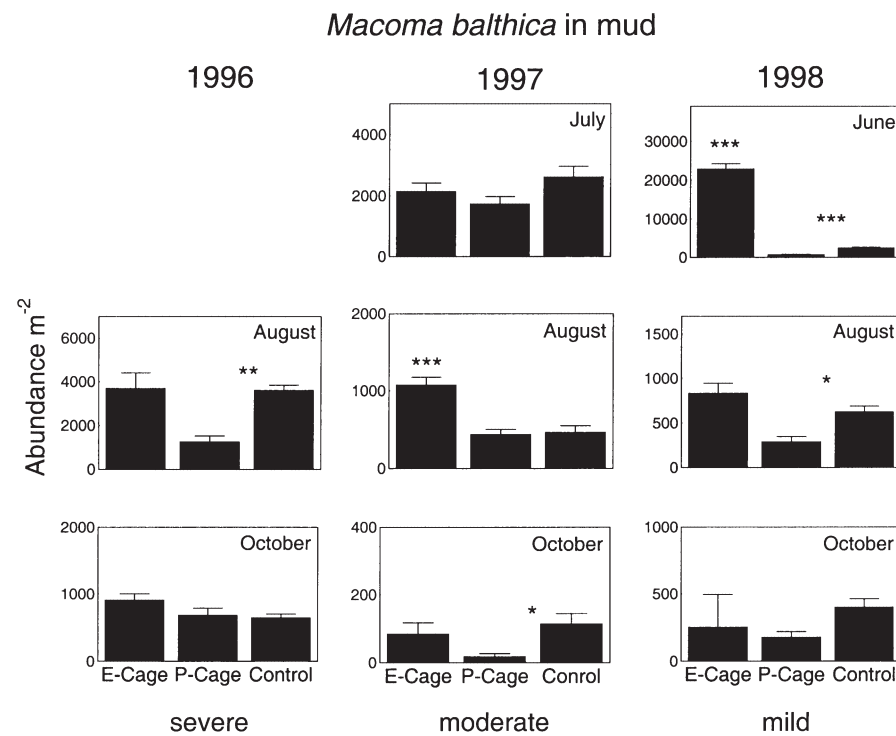 Macoma balthica in mud
1996 1997 1998
July
4000
2000
0
June
30000
20000
10000
0
***
***
Abundance m-2
August
6000
4000
2000
0
**
August
2000
1000
0
***
August
1500
1000
500
0
*
October
2000
1000
0
E-Cage P-Cage Control
October
400
200
0
*
E-Cage P-Cage Conrol
October
1000
500
0
E-Cage P-Cage Control
severe moderate mild